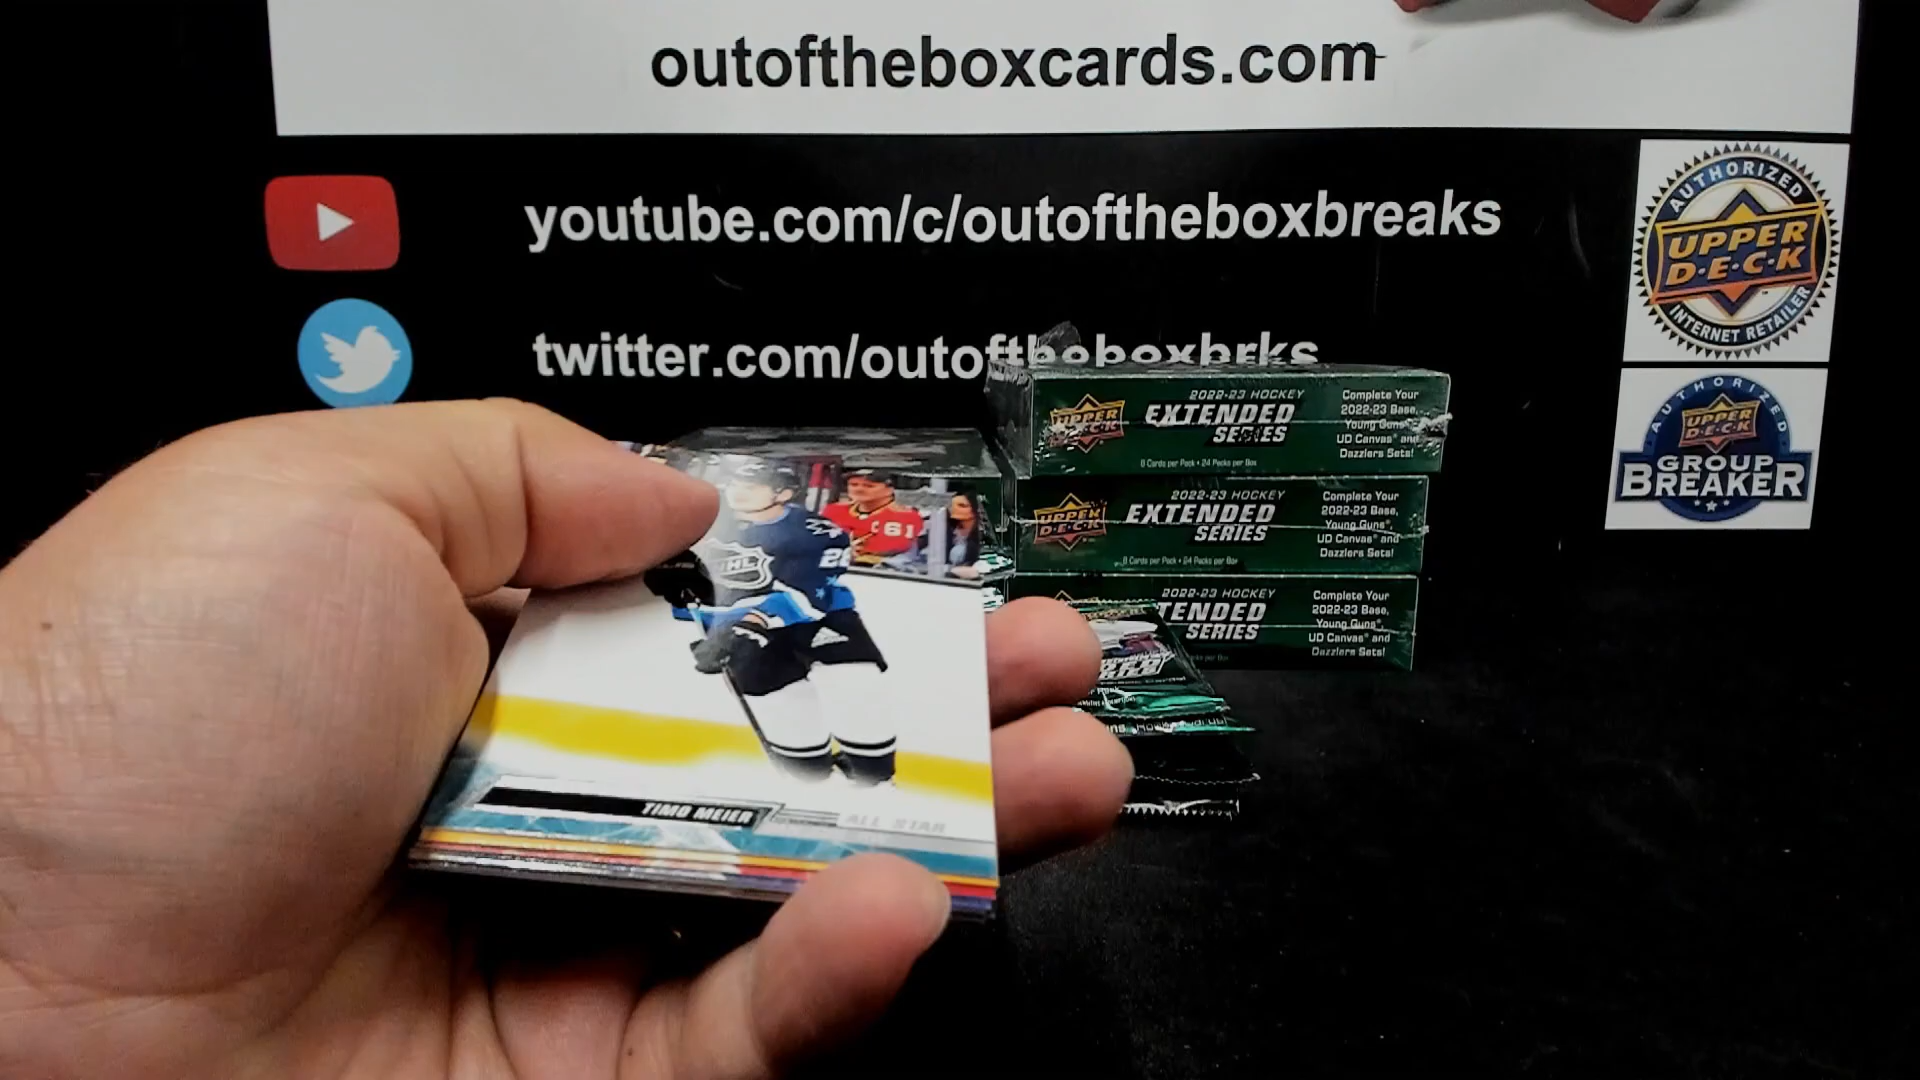 outoftheboxcards.com
youtube.com/c/outoftheboxbreaks
twitter.com/outoftheboxbrks
AUTHORIZED
UPPER
D·E·C·K
INTERNET RETAILER
AUTHORIZED
UPPER
D·E·C·K
GROUP
BREAKER
UPPER
D·E·C·K
2022-23 HOCKEY
EXTENDED
SERIES
8 Cards per Pack • 24 Packs per Box
Complete Your
2022-23 Base,
Young Guns®,
UD Canvas® and
Dazzlers Sets!
UPPER
D·E·C·K
2022-23 HOCKEY
EXTENDED
SERIES
8 Cards per Pack • 24 Packs per Box
Complete Your
2022-23 Base,
Young Guns®,
UD Canvas® and
Dazzlers Sets!
2022-23 HOCKEY
TENDED
SERIES
Complete Your
2022-23 Base,
Young Guns®,
UD Canvas® and
Dazzlers Sets!
C 61
NHL
TIMO MEIER
ALL STAR